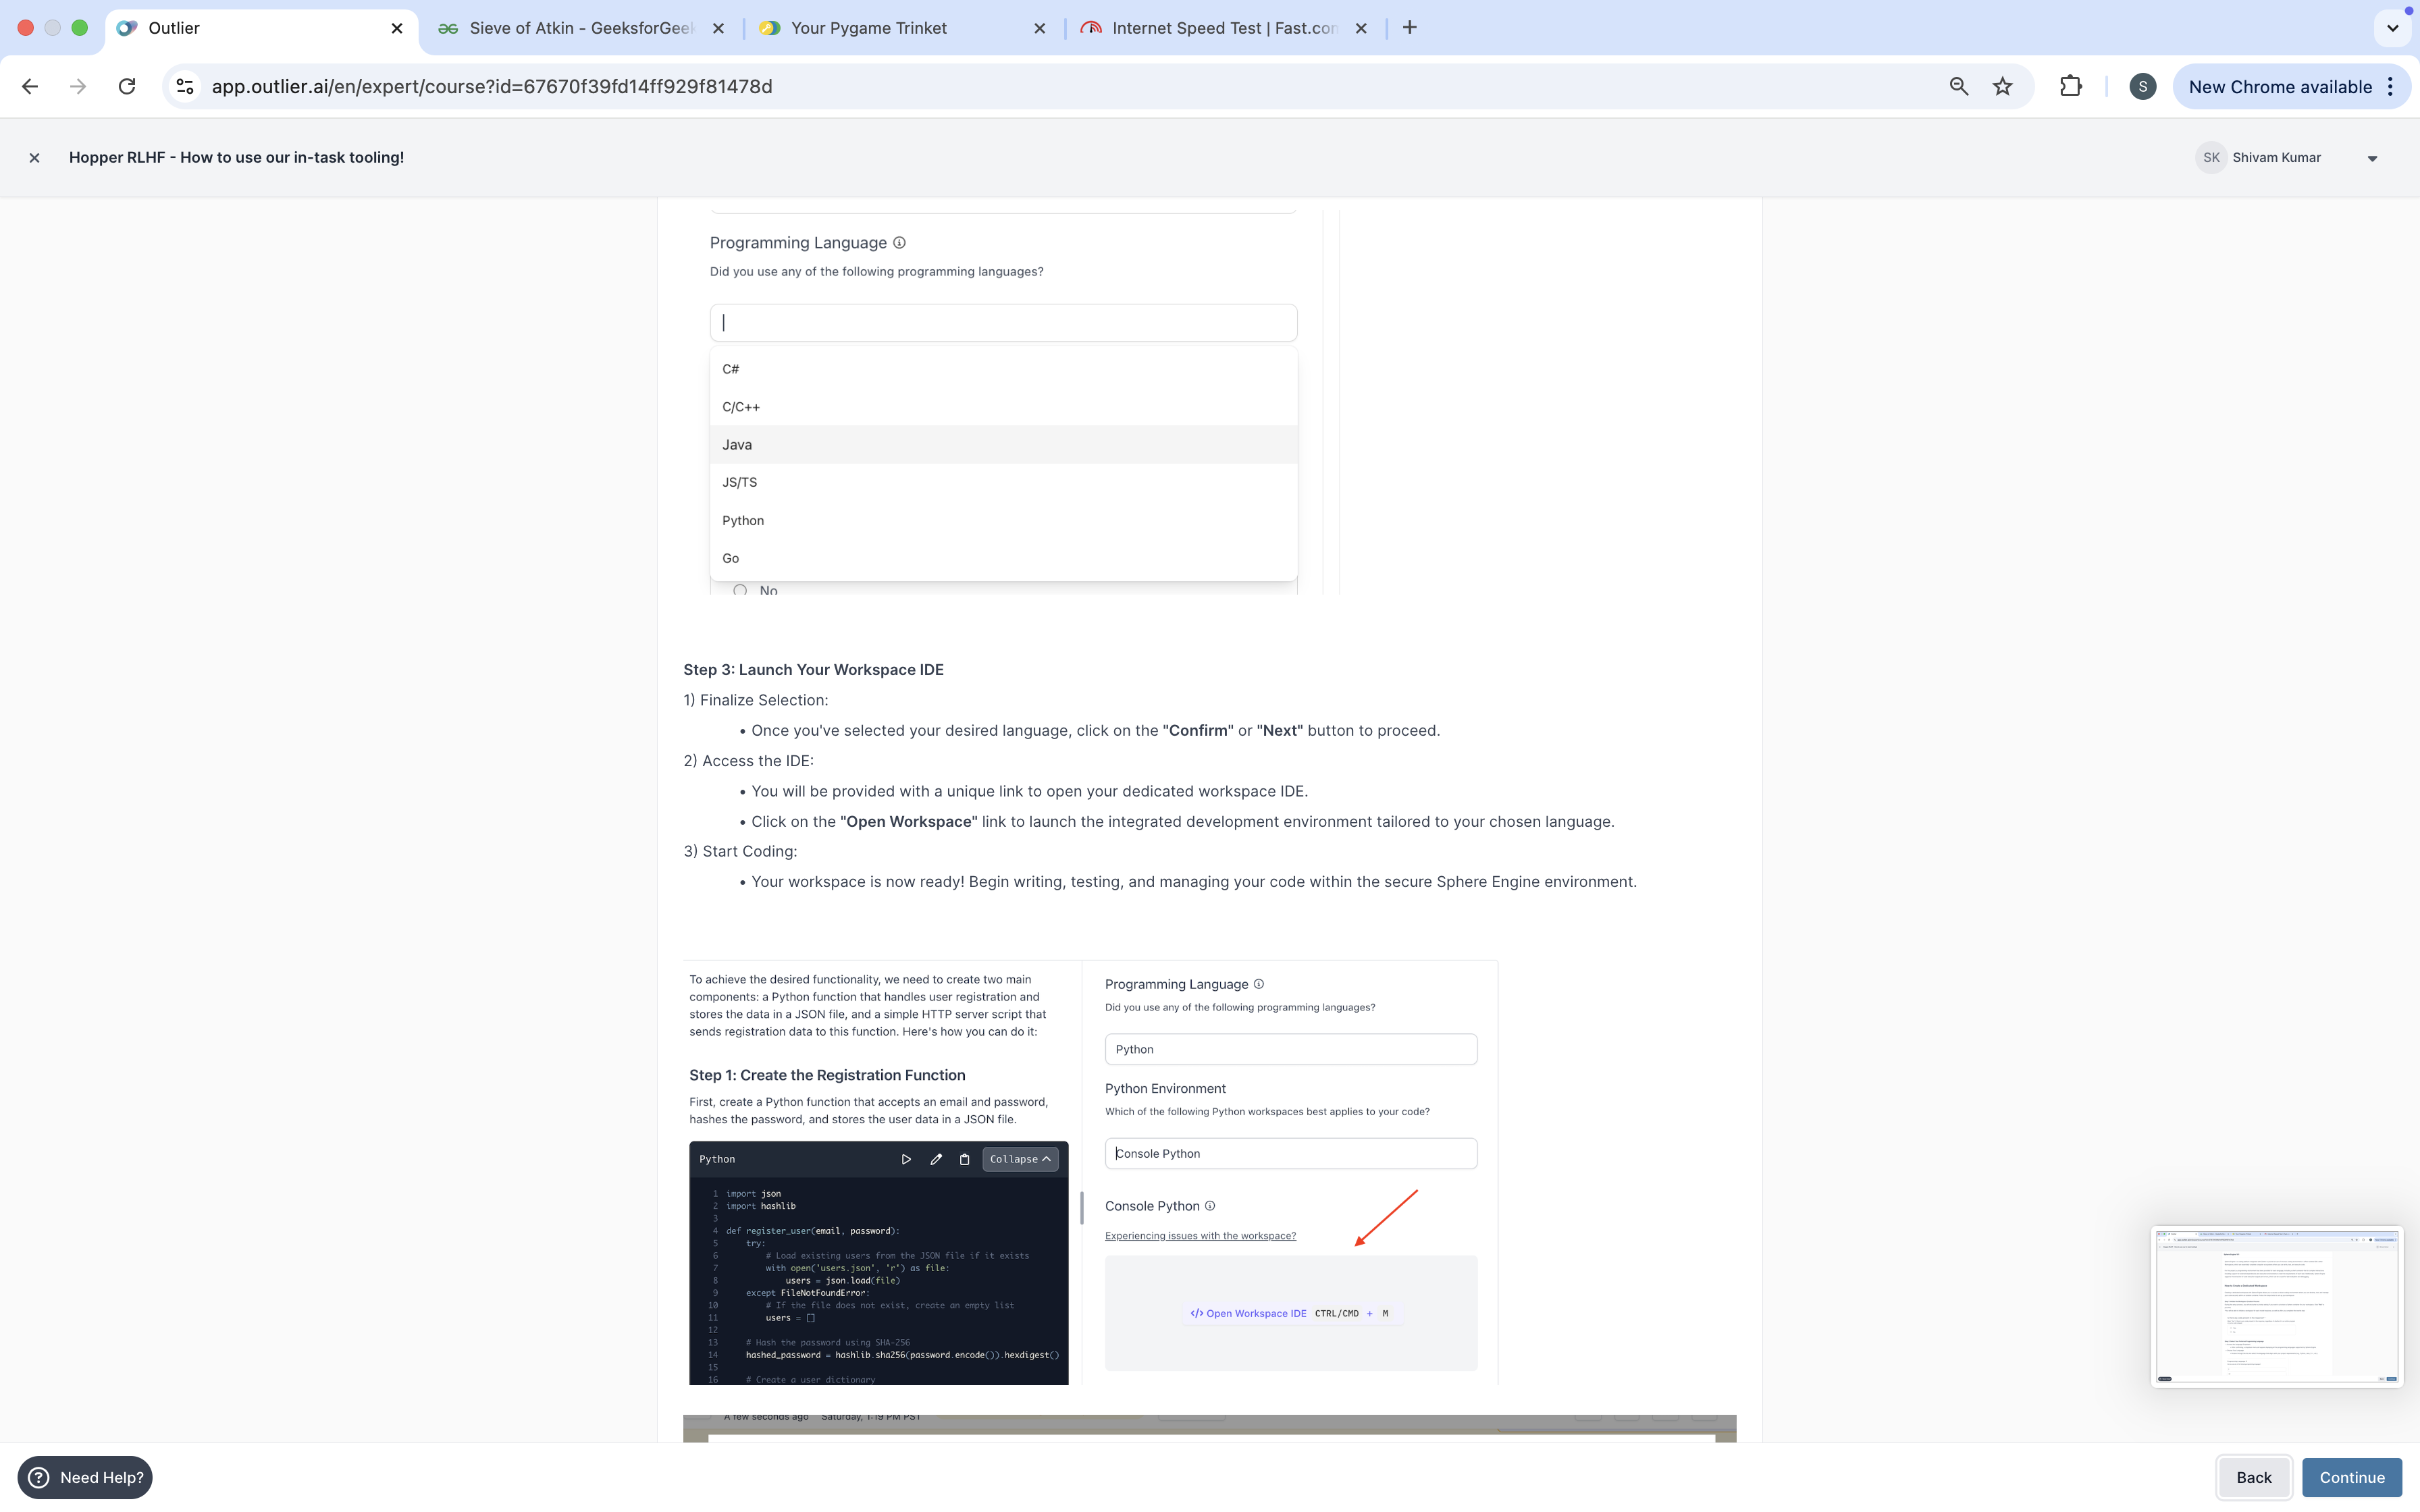 Outlier
Sieve of Atkin - GeeksforGeek
Your Pygame Trinket
Internet Speed Test | Fast.com
app.outlier.ai/en/expert/course?id=67670f39fd14ff929f81478d
S
New Chrome available
Hopper RLHF - How to use our in-task tooling!
SK
Shivam Kumar
Programming Language
Did you use any of the following programming languages?
C#
C/C++
Java
JS/TS
Python
Go
No
Step 3: Launch Your Workspace IDE
1) Finalize Selection:
• Once you've selected your desired language, click on the "Confirm" or "Next" button to proceed.
2) Access the IDE:
• You will be provided with a unique link to open your dedicated workspace IDE.
• Click on the "Open Workspace" link to launch the integrated development environment tailored to your chosen language.
3) Start Coding:
• Your workspace is now ready! Begin writing, testing, and managing your code within the secure Sphere Engine environment.
To achieve the desired functionality, we need to create two main
components: a Python function that handles user registration and
stores the data in a JSON file, and a simple HTTP server script that
sends registration data to this function. Here's how you can do it:
Step 1: Create the Registration Function
First, create a Python function that accepts an email and password,
hashes the password, and stores the user data in a JSON file.
Python
Collapse
1 import json
2 import hashlib
3
4 def register_user(email, password):
5     try:
6         # Load existing users from the JSON file if it exists
7         with open('users.json', 'r') as file:
8             users = json.load(file)
9     except FileNotFoundError:
10         # If the file does not exist, create an empty list
11         users = []
12
13     # Hash the password using SHA-256
14     hashed_password = hashlib.sha256(password.encode()).hexdigest()
15
16     # Create a user dictionary
Programming Language
Did you use any of the following programming languages?
Python
Python Environment
Which of the following Python workspaces best applies to your code?
Console Python
Console Python
Experiencing issues with the workspace?
</> Open Workspace IDE CTRL/CMD + M
A few seconds ago Saturday, 1:19 PM PST
Need Help?
Back
Continue